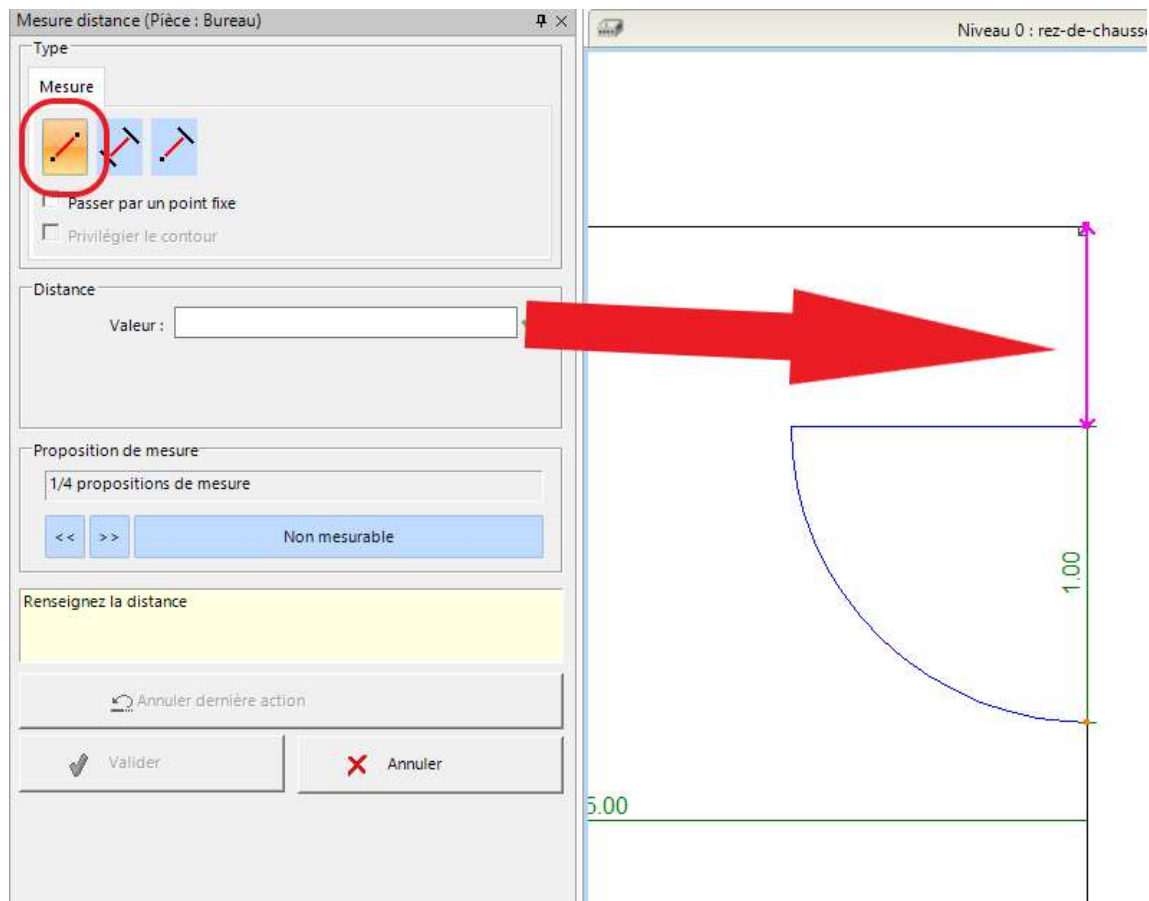 Mesure distance (Pièce : Bureau)
Niveau 0 : rez-de-chaussé
Type
Mesure
Passer par un point fixe
Privilégier le contour
Distance
Valeur :
Proposition de mesure
1/4 propositions de mesure
<< >> Non mesurable
1.00
Renseignez la distance
Annuler dernière action
Valider Annuler
5.00